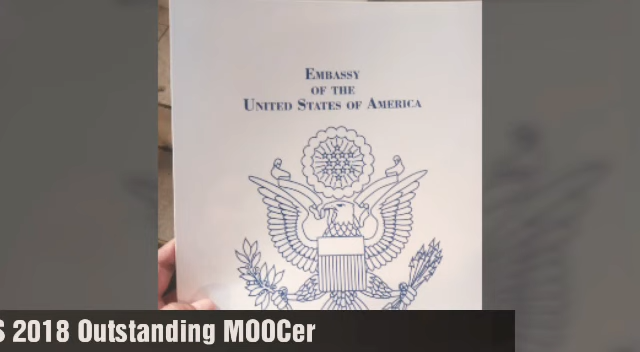 EMBASSY
OF THE
UNITED STATES OF AMERICA
S 2018 Outstanding MOOCer